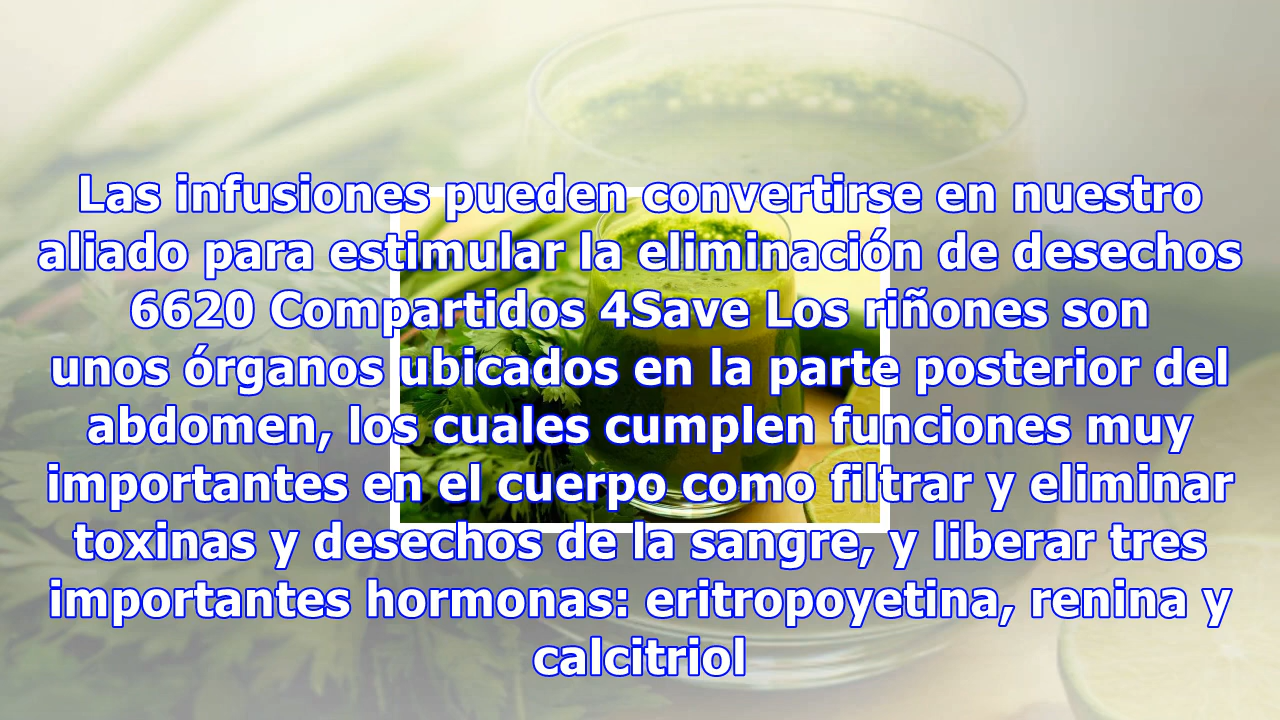 Las infusiones pueden convertirse en nuestro
aliado para estimular la eliminación de desechos
6620 Compartidos 4Save Los riñones son
unos órganos ubicados en la parte posterior del
abdomen, los cuales cumplen funciones muy
importantes en el cuerpo como filtrar y eliminar
toxinas y desechos de la sangre, y liberar tres
importantes hormonas: eritropoyetina, renina y
calcitriol